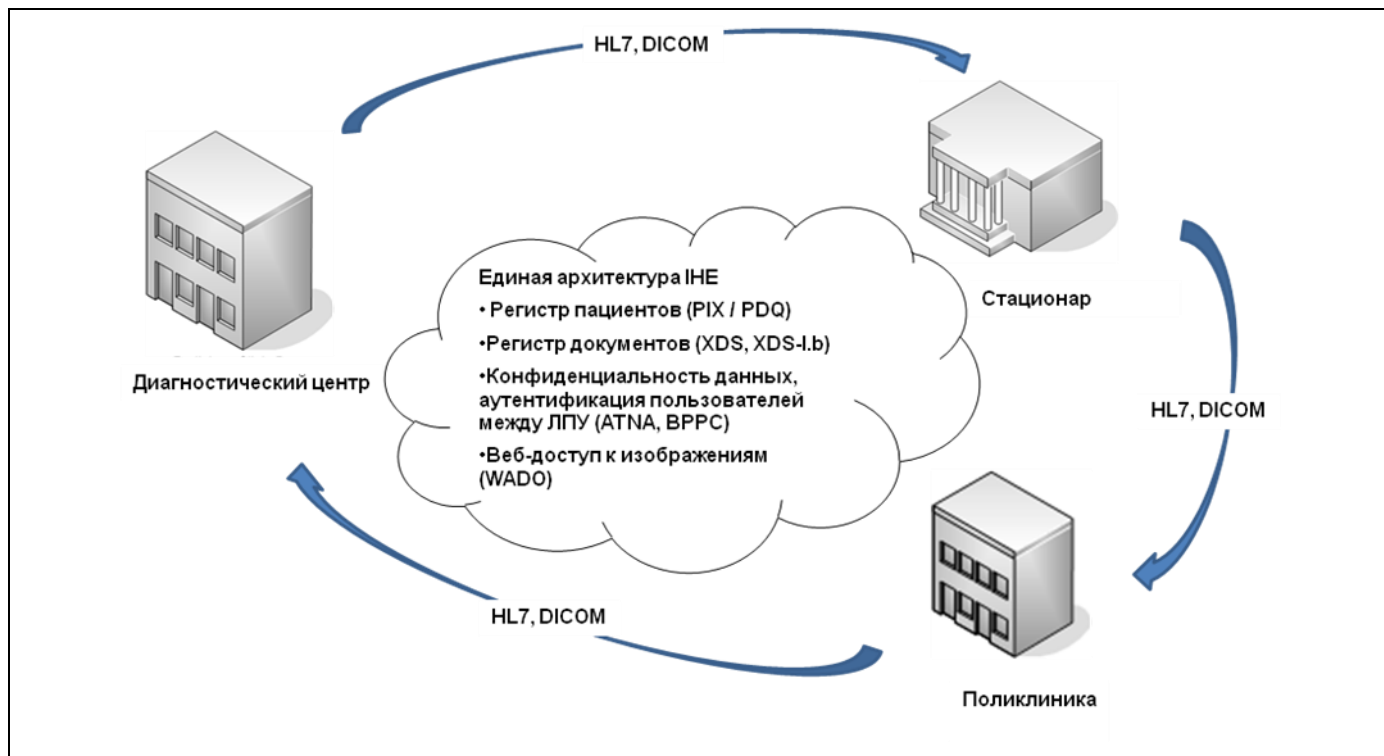 HL7, DICOM
Стационар
Единая архитектура IHE
•Регистр пациентов (PIX / PDQ)
•Регистр документов (XDS, XDS-I.b)
•Конфиденциальность данных,
аутентификация пользователей
между ЛПУ (ATNA, BPPC)
•Веб-доступ к изображениям
(WADO)
Диагностический центр
HL7, DICOM
HL7, DICOM
Поликлиника